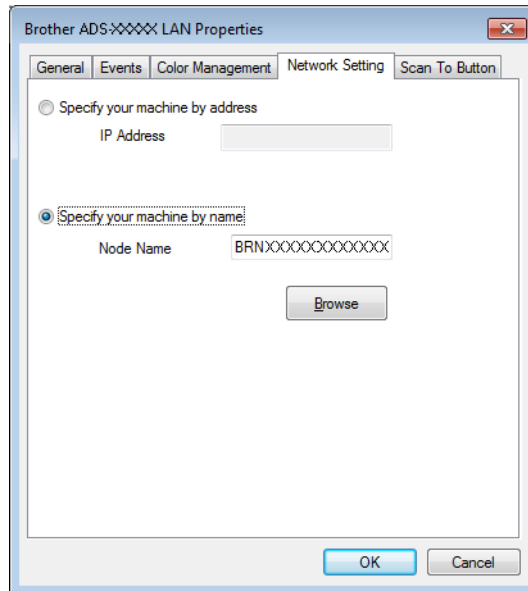 Brother ADS-XXXXX LAN Properties
General Events Color Management Network Setting Scan To Button
Specify your machine by address
IP Address
Specify your machine by name
Node Name BRNXXXXXXXXXXXX
Browse
OK Cancel